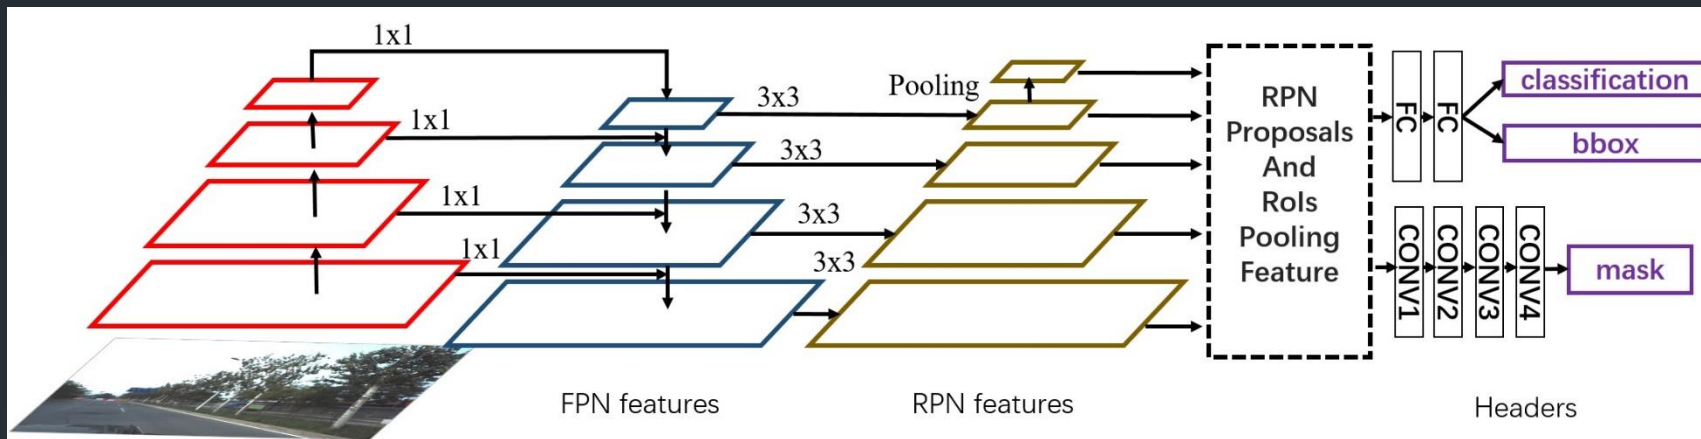 1x1
1x1
1x1
1x1
3x3
3x3
3x3
3x3
Pooling
RPN
Proposals
And
RoIs
Pooling
Feature
FC
FC
classification
bbox
CONV1
CONV2
CONV3
CONV4
mask
FPN features
RPN features
Headers